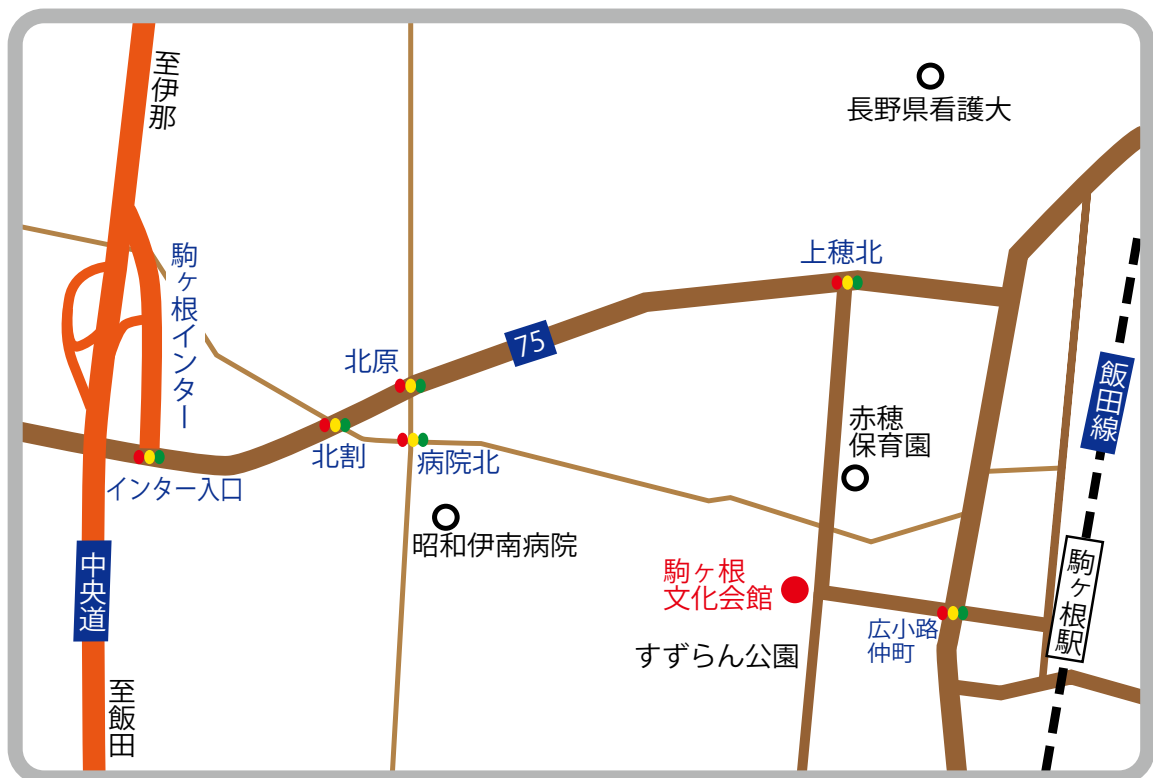 至伊那
長野県看護大
駒ヶ根インター
上穂北
75
北原
飯田線
赤穂
保育園
北割
病院北
インター入口
昭和伊南病院
中央道
駒ヶ根
文化会館
駒ヶ根駅
広小路
仲町
すずらん公園
至飯田